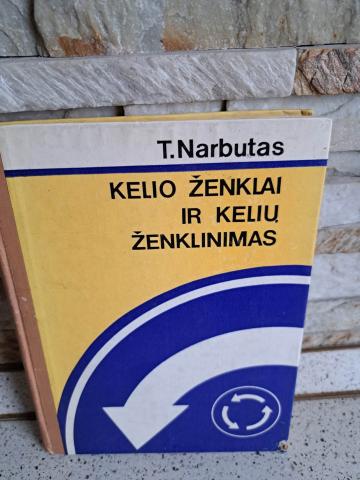 T.Narbutas
KELIO ŽENKLAI
IR KELIŲ
ŽENKLINIMAS